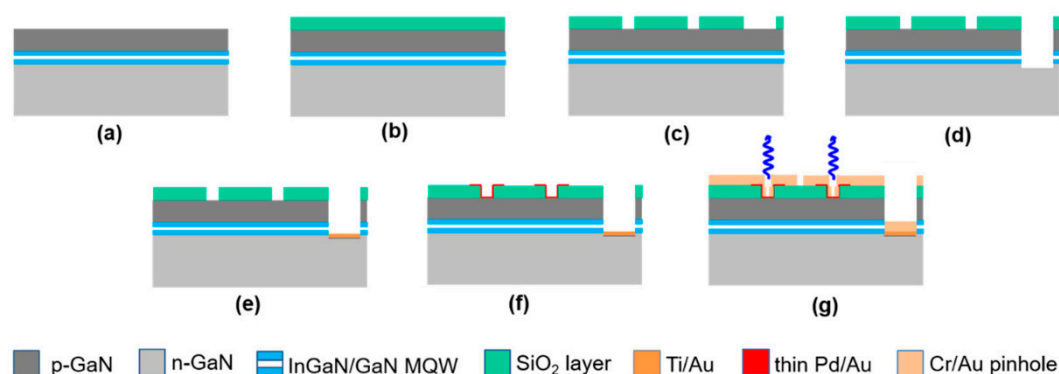 (a)
(b)
(c)
(d)
(e)
(f)
(g)
p-GaN n-GaN InGaN/GaN MQW SiO₂ layer Ti/Au thin Pd/Au Cr/Au pinhole